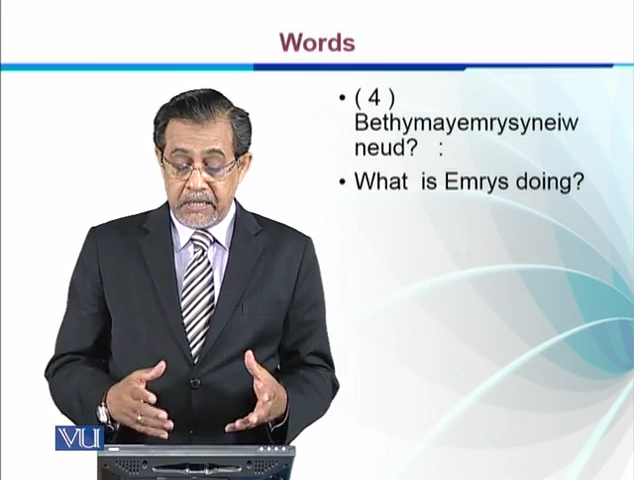 Words
• ( 4 )
Bethymayemrysyneiw
neud? :
• What is Emrys doing?
VU